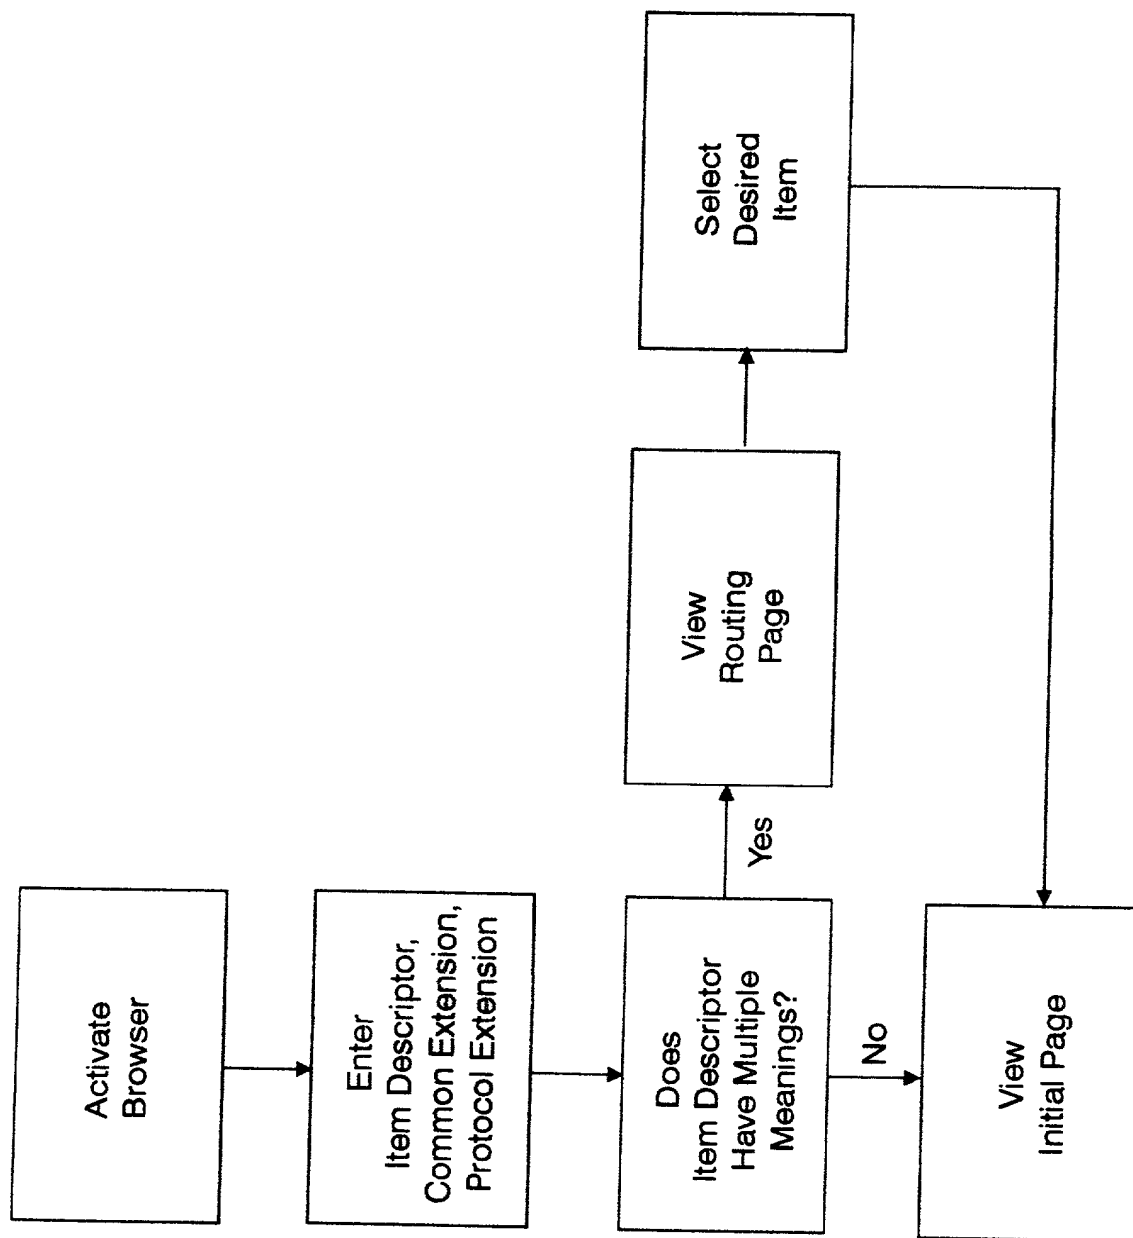 Activate
Browser
Enter
Item Descriptor,
Common Extension,
Protocol Extension
Does
Item Descriptor
Have Multiple
Meanings?
Yes
No
View
Routing
Page
Select
Desired
Item
View
Initial Page